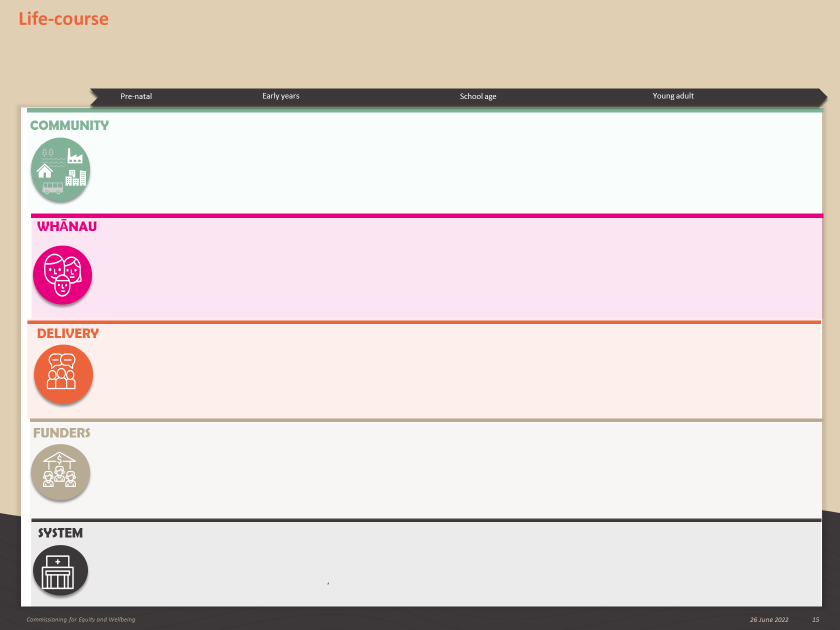 Life-course
Pre-natal Early years School age Young adult
COMMUNITY
WHĀNAU
DELIVERY
FUNDERS
$
SYSTEM
,
Commissioning for Equity and Wellbeing 26 June 2022 15